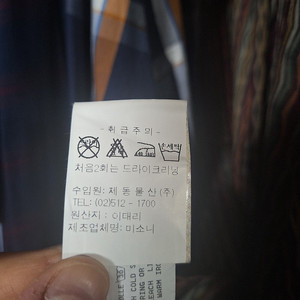 - 취 급 주 의 -
손세탁
처음2회는 드라이크리닝
수입원: 제 동 물 산 (주)
TEL: (02)512 - 1700
원산지 : 이태리
제조업체명: 미소니